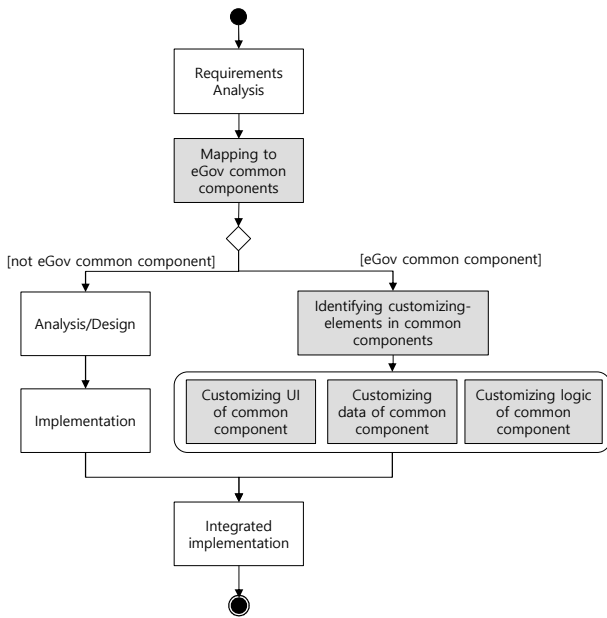 Requirements
Analysis
Mapping to
eGov common
components
[not eGov common component]
[eGov common component]
Analysis/Design
Identifying customizing-
elements in common
components
Implementation
Customizing UI
of common
component
Customizing
data of common
component
Customizing logic
of common
component
Integrated
implementation